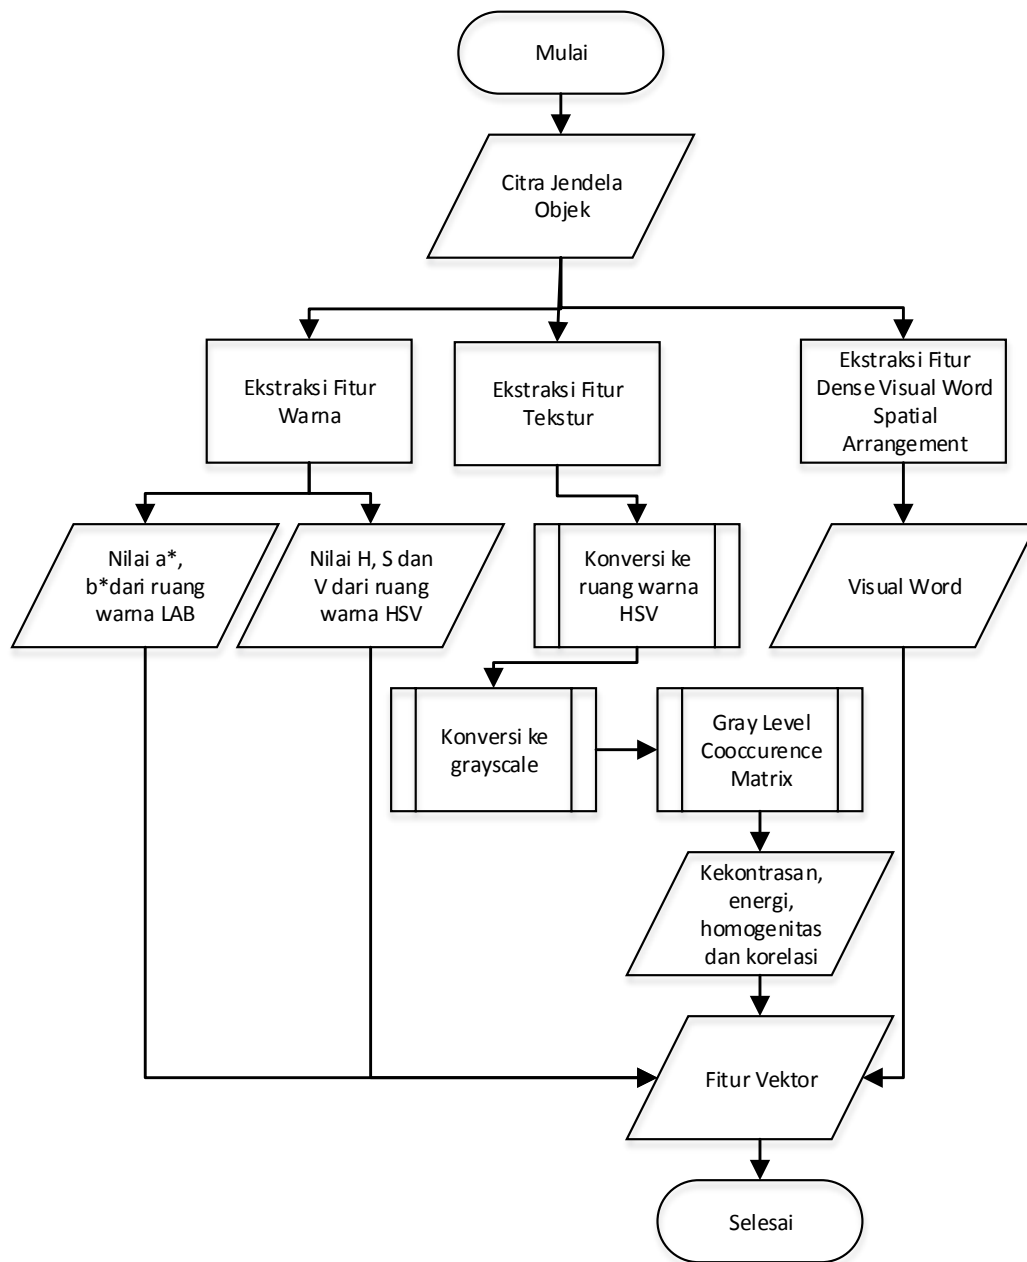 Mulai
Citra Jendela
Objek
Ekstraksi Fitur
Warna
Ekstraksi Fitur
Tekstur
Ekstraksi Fitur
Dense Visual Word
Spatial
Arrangement
Nilai a*,
b*dari ruang
warna LAB
Nilai H, S dan
V dari ruang
warna HSV
Konversi ke
ruang warna
HSV
Visual Word
Konversi ke
grayscale
Gray Level
Cooccurence
Matrix
Kekontrasan,
energi,
homogenitas
dan korelasi
Fitur Vektor
Selesai